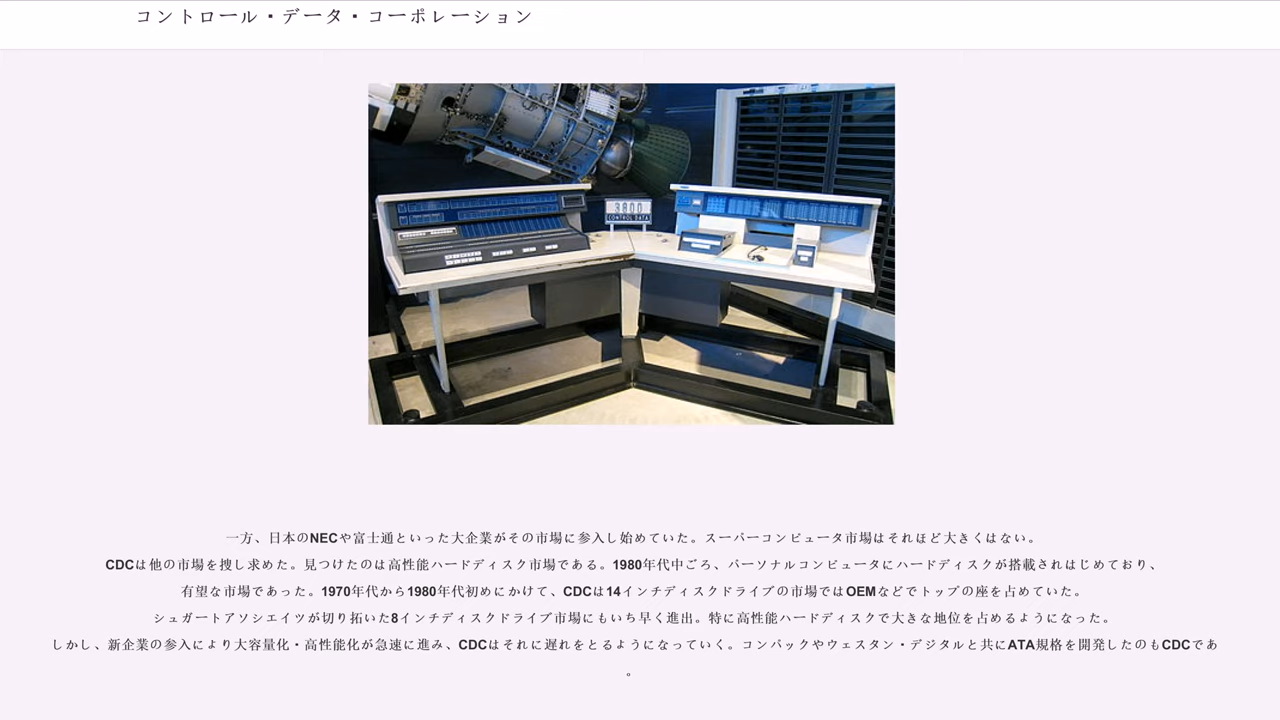 コントロール・データ・コーポレーション
3800
CONTROL DATA
一方、日本のNECや富士通といった大企業がその市場に参入し始めていた。スーパーコンピュータ市場はそれほど大きくはない。
CDCは他の市場を捜し求めた。見つけたのは高性能ハードディスク市場である。1980年代中ごろ、パーソナルコンピュータにハードディスクが搭載されはじめており、
有望な市場であった。1970年代から1980年代初めにかけて、CDCは14インチディスクドライブの市場ではOEMなどでトップの座を占めていた。
シュガートアソシエイツが切り拓いた8インチディスクドライブ市場にもいち早く進出。特に高性能ハードディスクで大きな地位を占めるようになった。
しかし、新企業の参入により大容量化・高性能化が急速に進み、CDCはそれに遅れをとるようになっていく。コンパックやウェスタン・デジタルと共にATA規格を開発したのもCDCであ
。